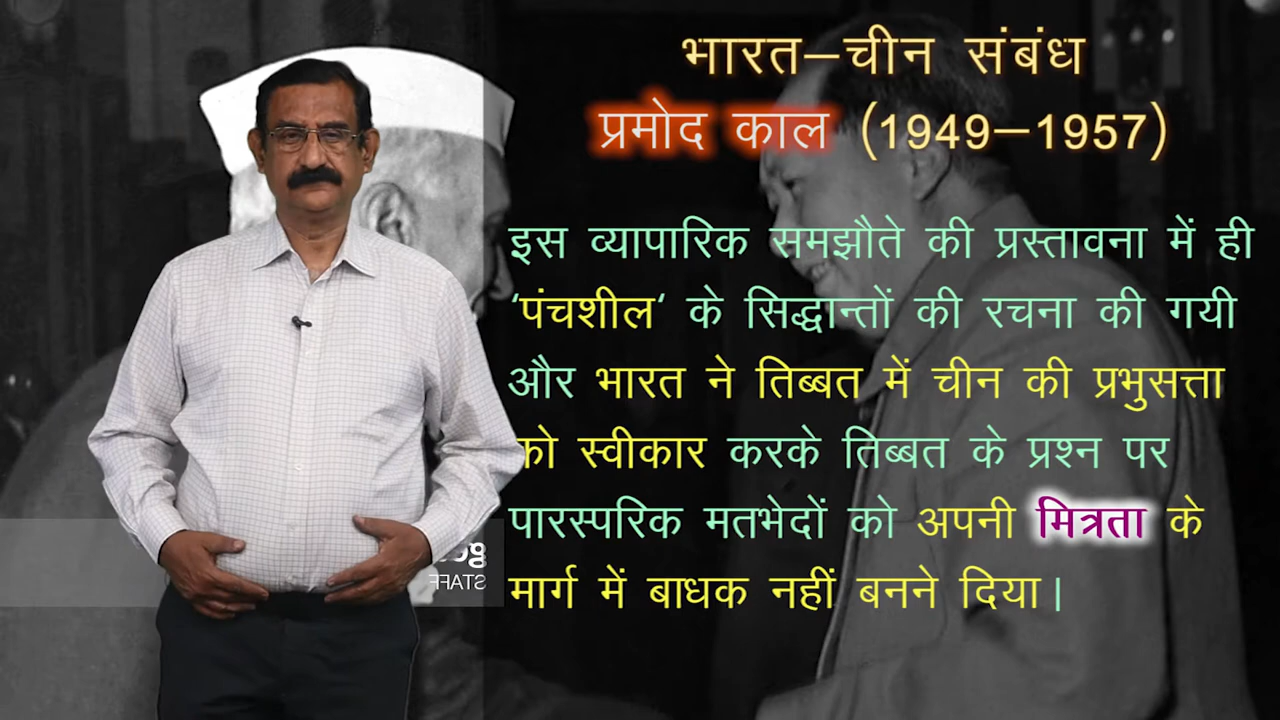 भारत–चीन संबंध
प्रमोद काल (1949–1957)
इस व्यापारिक समझौते की प्रस्तावना में ही
‘पंचशील‘ के सिद्धान्तों की रचना की गयी
और भारत ने तिब्बत में चीन की प्रभुसत्ता
को स्वीकार करके तिब्बत के प्रश्न पर
पारस्परिक मतभेदों को अपनी मित्रता के
मार्ग में बाधक नहीं बनने दिया।
STAFF